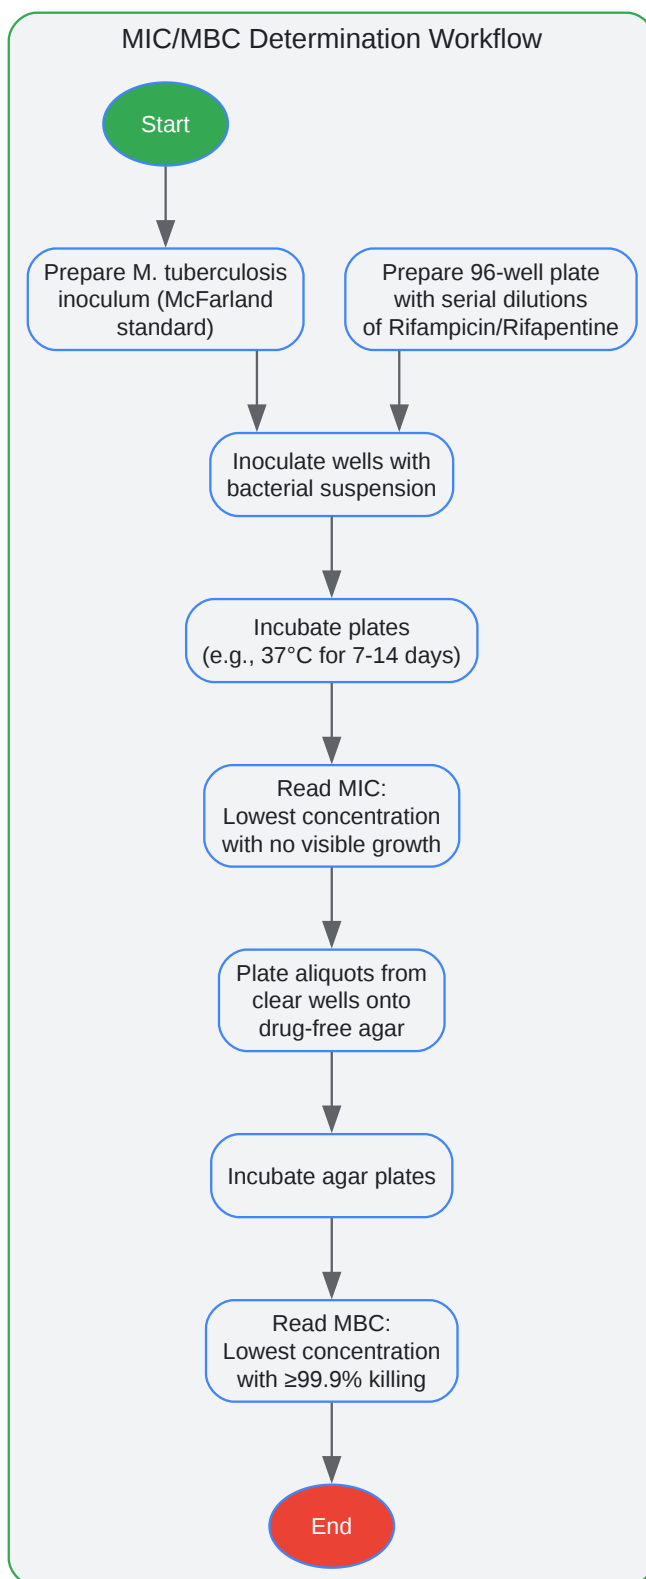 MIC/MBC Determination Workflow
Start
Prepare M. tuberculosis
inoculum (McFarland
standard)
Prepare 96-well plate
with serial dilutions
of Rifampicin/Rifapentine
Inoculate wells with
bacterial suspension
Incubate plates
(e.g., 37°C for 7-14 days)
Read MIC:
Lowest concentration
with no visible growth
Plate aliquots from
clear wells onto
drug-free agar
Incubate agar plates
Read MBC:
Lowest concentration
with ≥99.9% killing
End